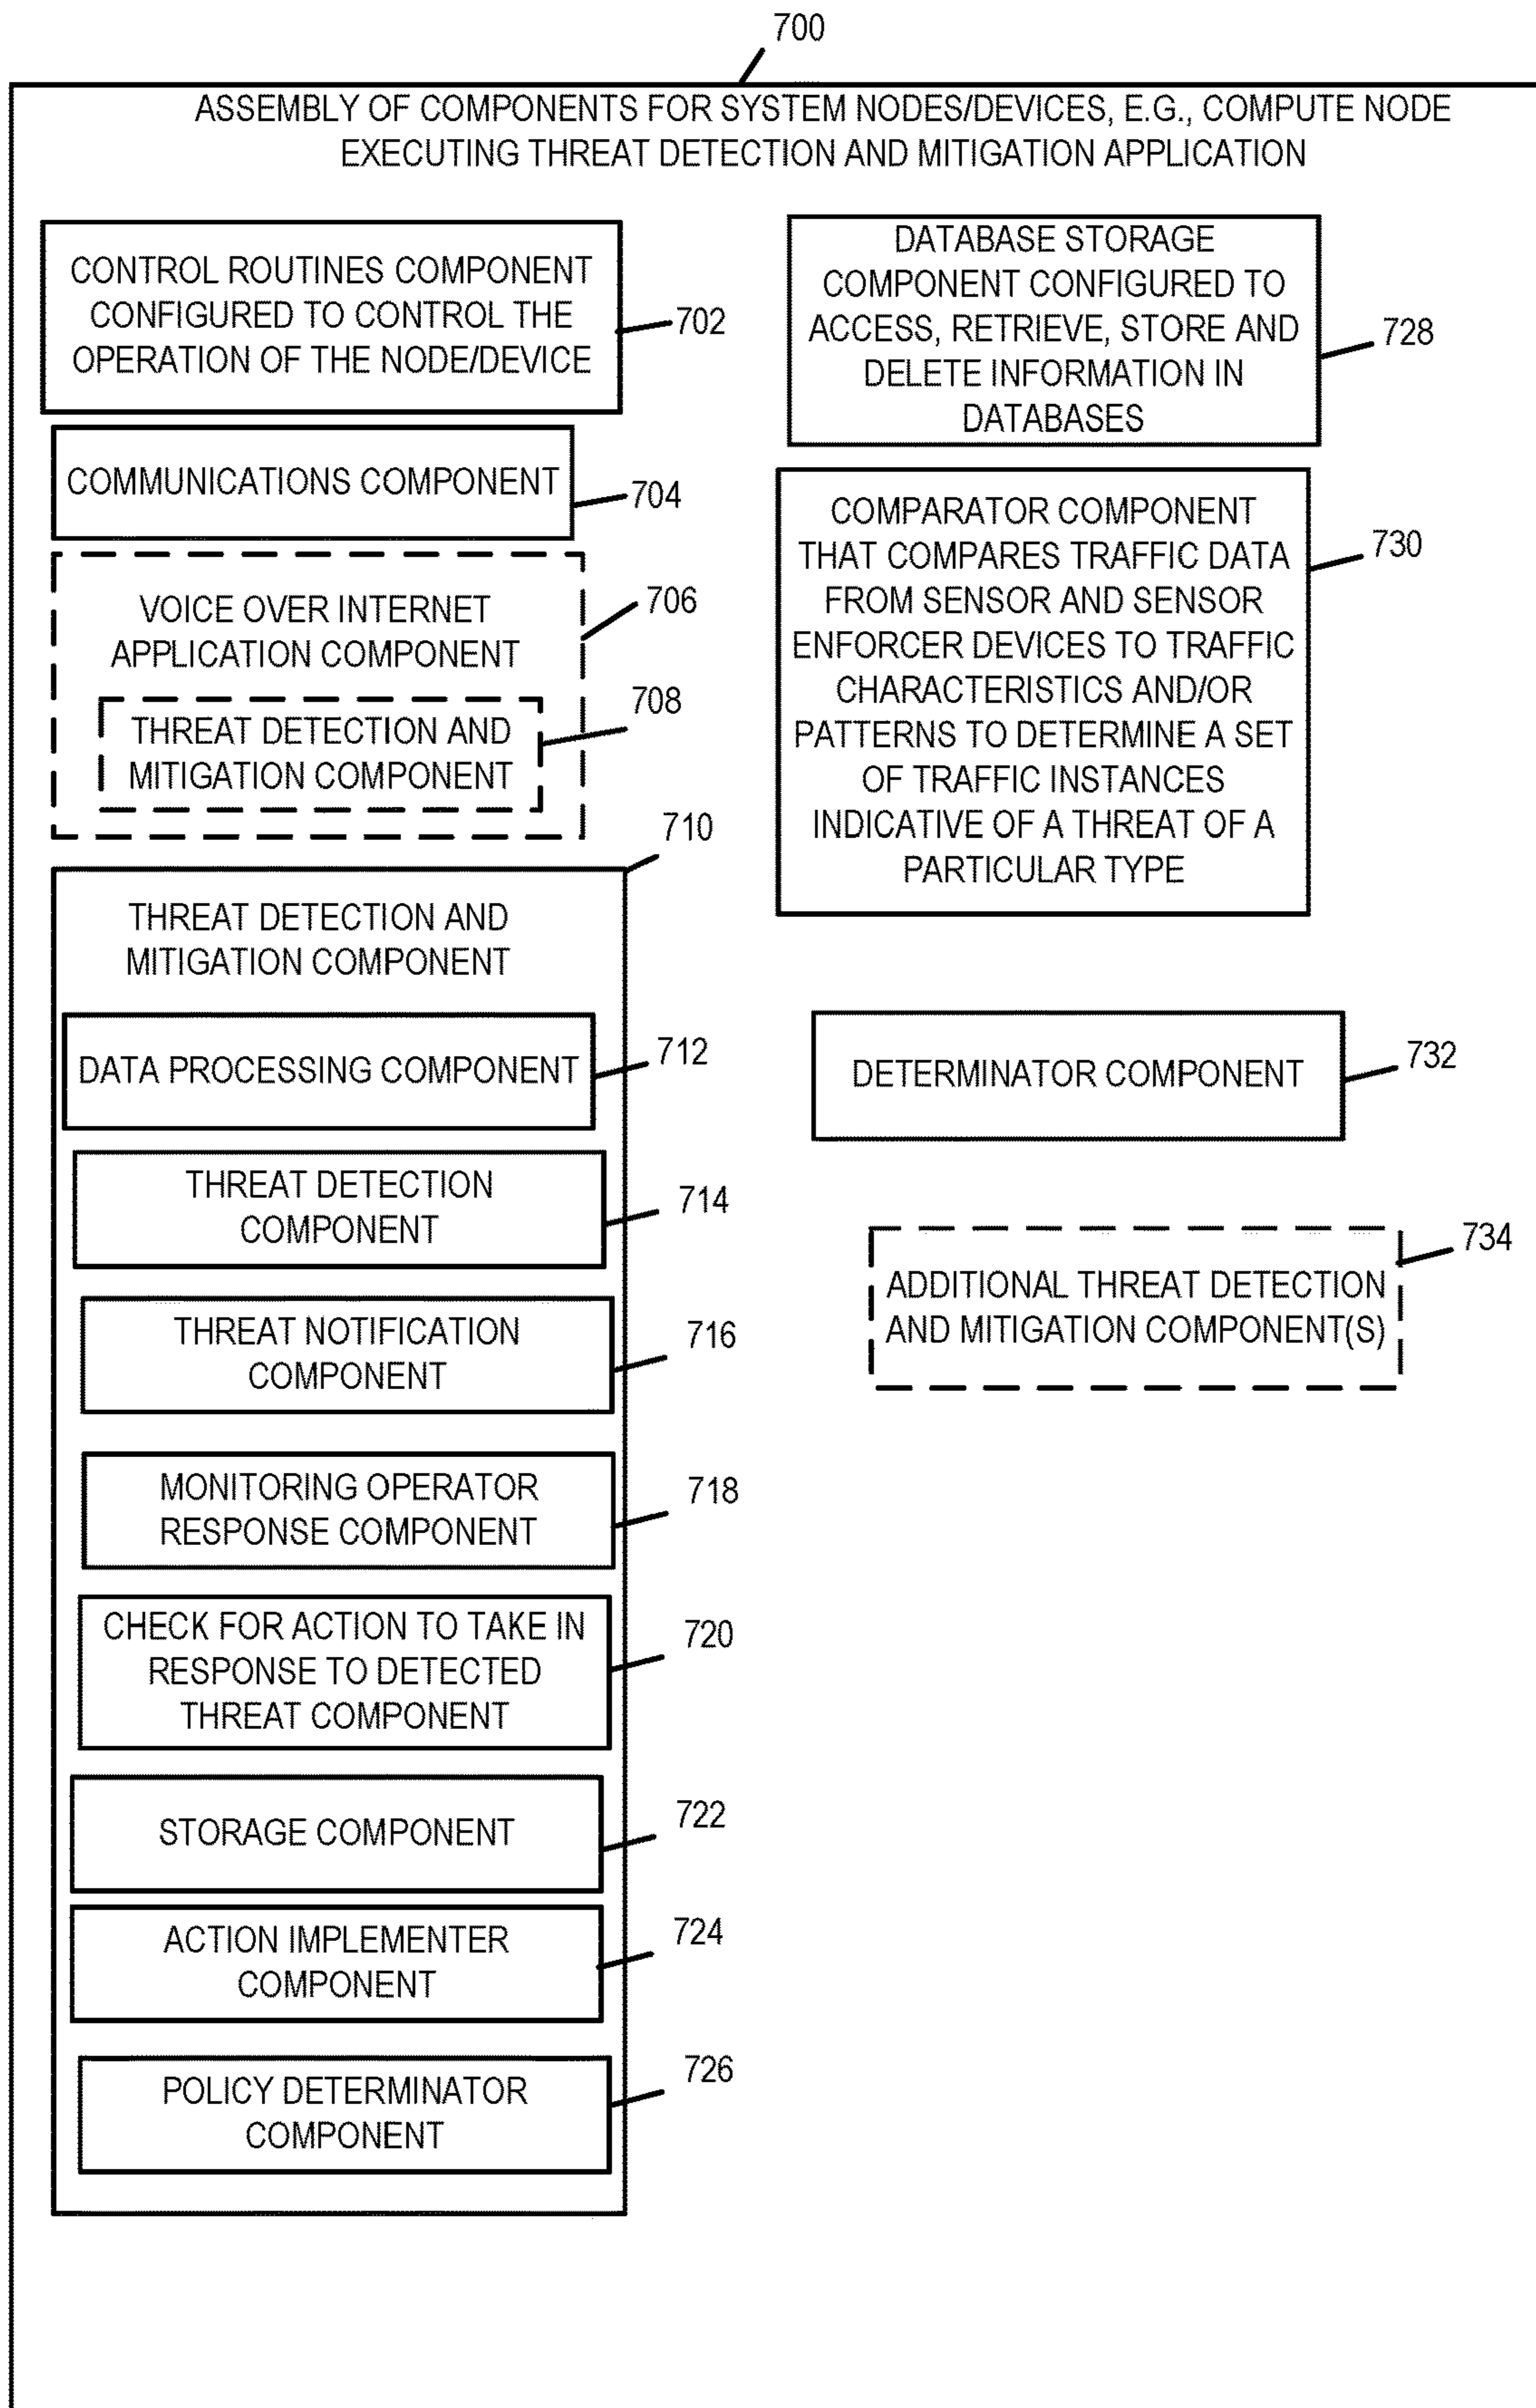 700
ASSEMBLY OF COMPONENTS FOR SYSTEM NODES/DEVICES, E.G., COMPUTE NODE
EXECUTING THREAT DETECTION AND MITIGATION APPLICATION
CONTROL ROUTINES COMPONENT
CONFIGURED TO CONTROL THE
OPERATION OF THE NODE/DEVICE
702
COMMUNICATIONS COMPONENT
704
VOICE OVER INTERNET
APPLICATION COMPONENT
706
THREAT DETECTION AND
MITIGATION COMPONENT
708
710
THREAT DETECTION AND
MITIGATION COMPONENT
DATA PROCESSING COMPONENT
712
THREAT DETECTION
COMPONENT
714
THREAT NOTIFICATION
COMPONENT
716
MONITORING OPERATOR
RESPONSE COMPONENT
718
CHECK FOR ACTION TO TAKE IN
RESPONSE TO DETECTED
THREAT COMPONENT
720
STORAGE COMPONENT
722
ACTION IMPLEMENTER
COMPONENT
724
POLICY DETERMINATOR
COMPONENT
726
DATABASE STORAGE
COMPONENT CONFIGURED TO
ACCESS, RETRIEVE, STORE AND
DELETE INFORMATION IN
DATABASES
728
COMPARATOR COMPONENT
THAT COMPARES TRAFFIC DATA
FROM SENSOR AND SENSOR
ENFORCER DEVICES TO TRAFFIC
CHARACTERISTICS AND/OR
PATTERNS TO DETERMINE A SET
OF TRAFFIC INSTANCES
INDICATIVE OF A THREAT OF A
PARTICULAR TYPE
730
DETERMINATOR COMPONENT
732
ADDITIONAL THREAT DETECTION
AND MITIGATION COMPONENT(S)
734